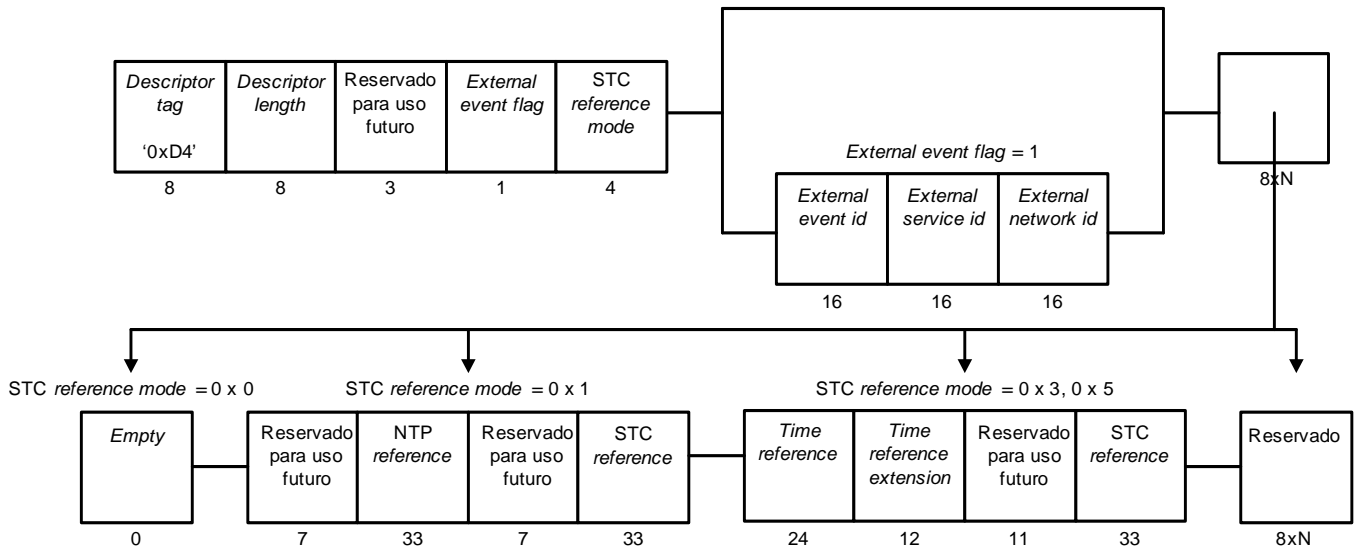 Descriptor
tag
'0xD4'
Descriptor
length
Reservado
para uso
futuro
External
event flag
STC
reference
mode
8
8
3
1
4
External event flag = 1
External
event id
External
service id
External
network id
16
16
16
8xN
STC reference mode = 0 x 0
STC reference mode = 0 x 1
STC reference mode = 0 x 3, 0 x 5
Empty
Reservado
para uso
futuro
NTP
reference
Reservado
para uso
futuro
STC
reference
Time
reference
Time
reference
extension
Reservado
para uso
futuro
STC
reference
Reservado
0
7
33
7
33
24
12
11
33
8xN